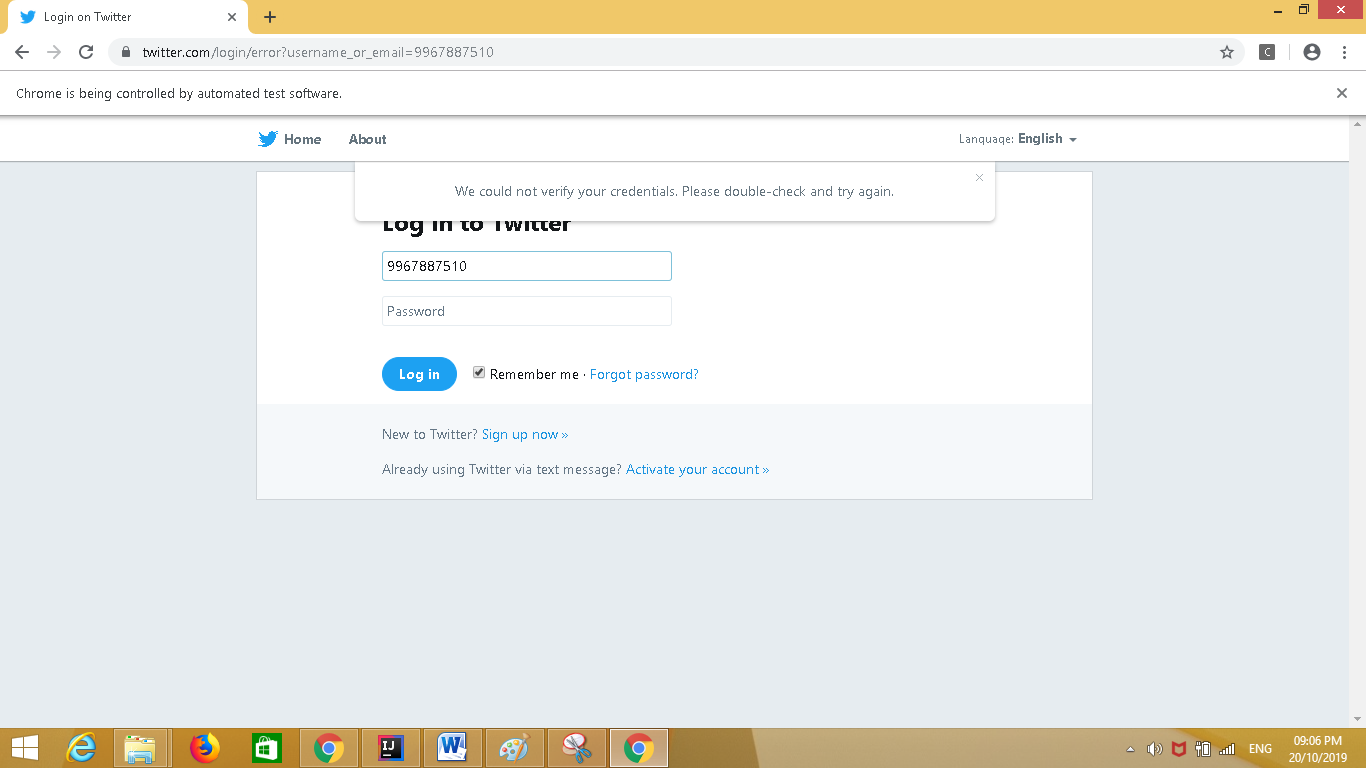 Login on Twitter
twitter.com/login/error?username_or_email=9967887510
C
Chrome is being controlled by automated test software.
Home About Language: English
We could not verify your credentials. Please double-check and try again.
Log in to Twitter
9967887510
Password
Log in Remember me · Forgot password?
New to Twitter? Sign up now »
Already using Twitter via text message? Activate your account »
IJ W ENG 09:06 PM
20/10/2019